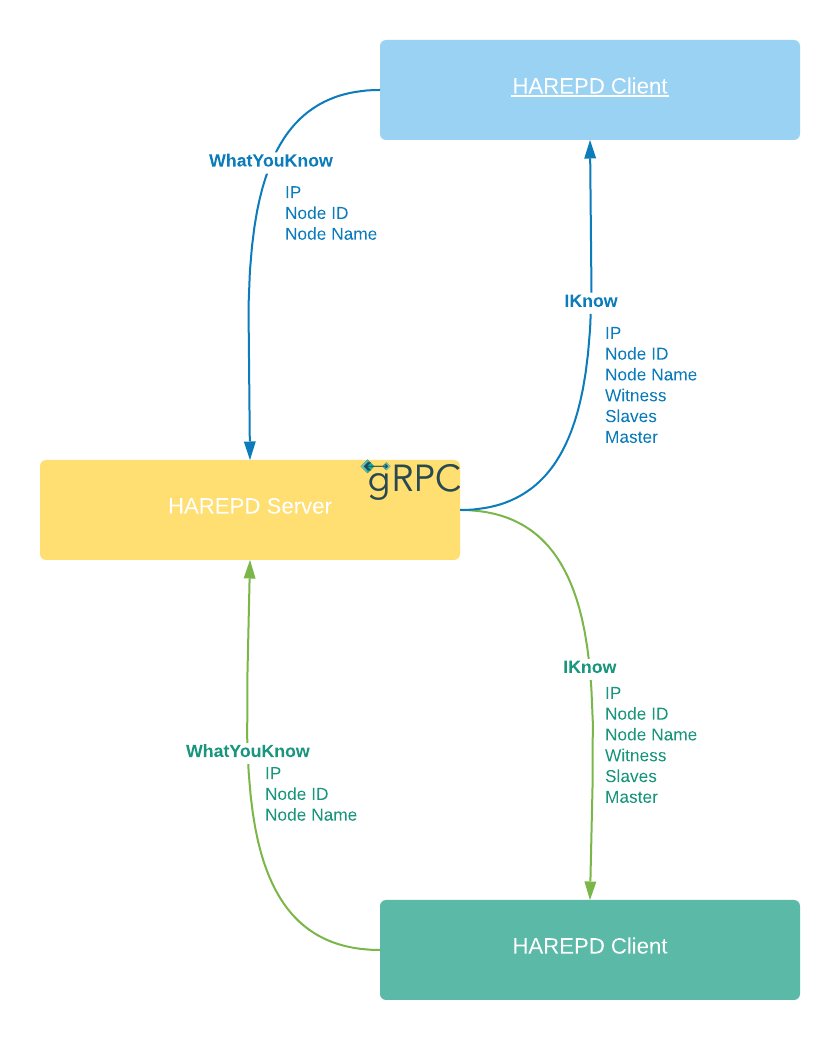 HAREPD Client
WhatYouKnow
IP
Node ID
Node Name
IKnow
IP
Node ID
Node Name
Witness
Slaves
Master
HAREPD Server
gRPC
IKnow
IP
Node ID
Node Name
Witness
Slaves
Master
WhatYouKnow
IP
Node ID
Node Name
HAREPD Client